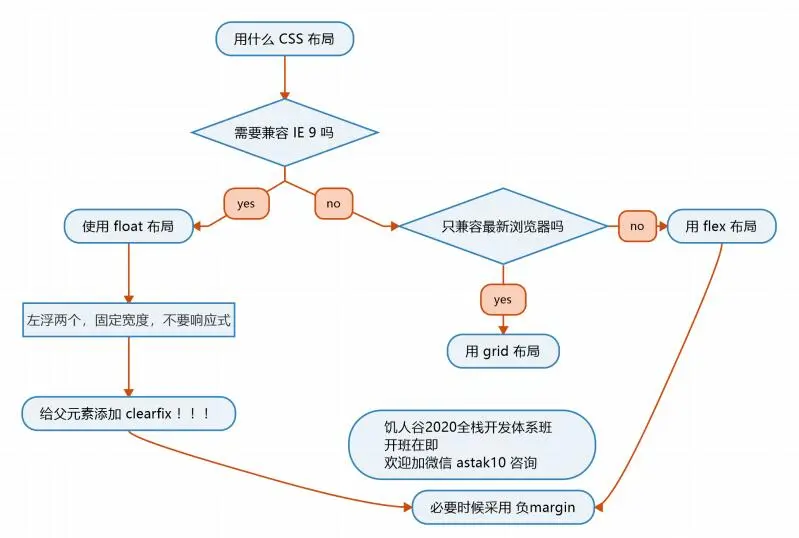 用什么 CSS 布局
需要兼容 IE 9 吗
yes
no
使用 float 布局
只兼容最新浏览器吗
no
用 flex 布局
yes
左浮两个，固定宽度，不要响应式
用 grid 布局
给父元素添加 clearfix！！！
饥人谷2020全栈开发体系班
开班在即
欢迎加微信 astak10 咨询
必要时候采用 负margin